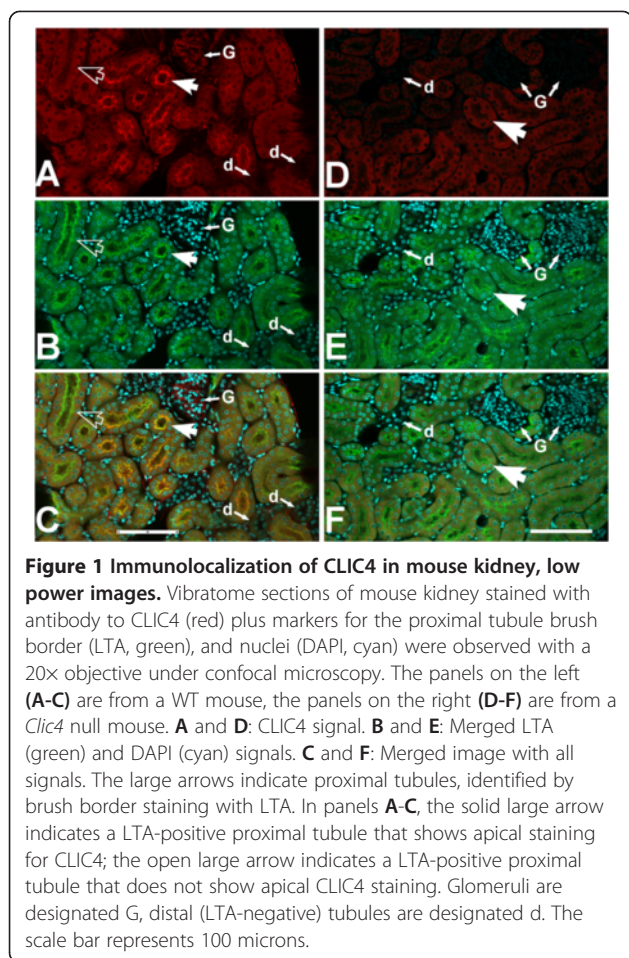 A
G
d
d
D
d
G
B
G
d
d
E
d
G
C
G
d
d
F
d
G
Figure 1 Immunolocalization of CLIC4 in mouse kidney, low
power images. Vibratome sections of mouse kidney stained with
antibody to CLIC4 (red) plus markers for the proximal tubule brush
border (LTA, green), and nuclei (DAPI, cyan) were observed with a
20× objective under confocal microscopy. The panels on the left
(A-C) are from a WT mouse, the panels on the right (D-F) are from a
Clic4 null mouse. A and D: CLIC4 signal. B and E: Merged LTA
(green) and DAPI (cyan) signals. C and F: Merged image with all
signals. The large arrows indicate proximal tubules, identified by
brush border staining with LTA. In panels A-C, the solid large arrow
indicates a LTA-positive proximal tubule that shows apical staining
for CLIC4; the open large arrow indicates a LTA-positive proximal
tubule that does not show apical CLIC4 staining. Glomeruli are
designated G, distal (LTA-negative) tubules are designated d. The
scale bar represents 100 microns.